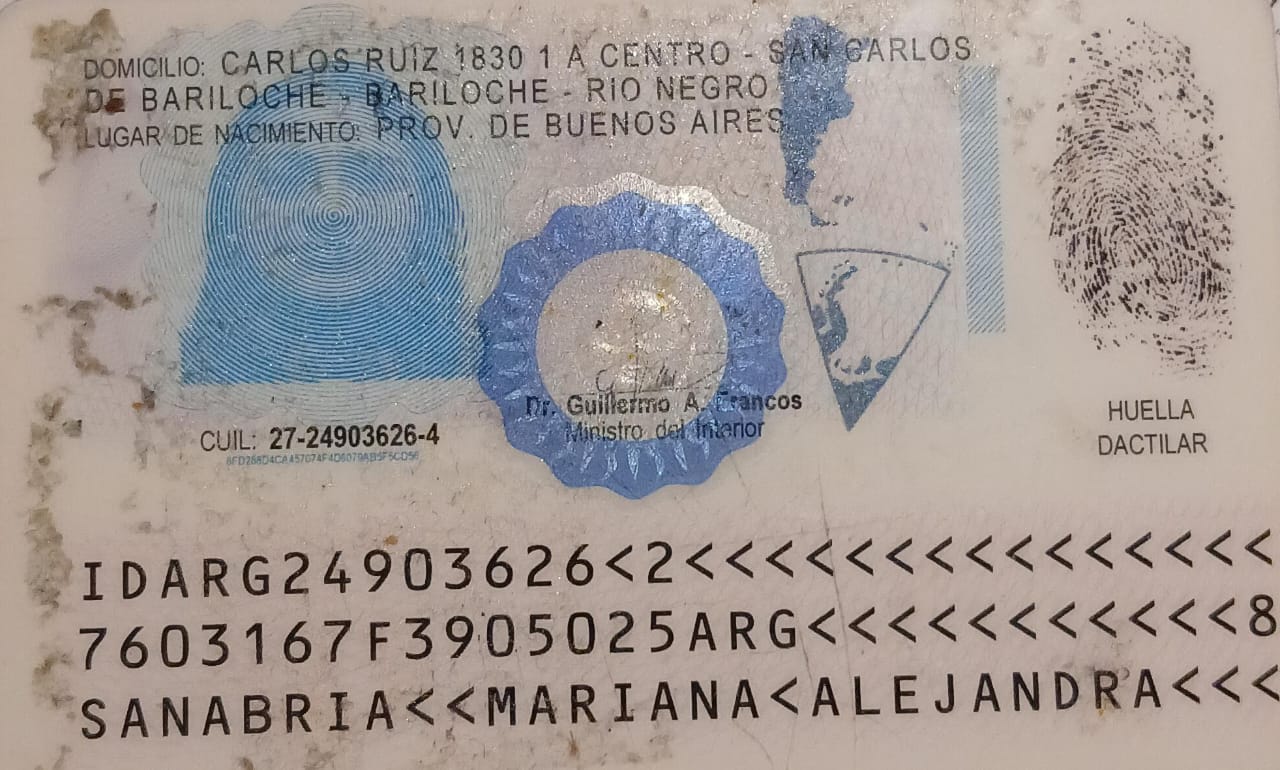 DOMICILIO: CARLOS RUIZ 1830 1 A CENTRO - SAN CARLOS
DE BARILOCHE - BARILOCHE - RIO NEGRO
LUGAR DE NACIMIENTO: PROV. DE BUENOS AIRES
Dr. Guillermo A. Francos
Ministro del Interior
HUELLA
DACTILAR
CUIL: 27-24903626-4
IDARG24903626<2<<<<<<<<<<<<<<<
7603167F3905025ARG<<<<<<<<<<<8
SANABRIA<<MARIANA<ALEJANDRA<<<